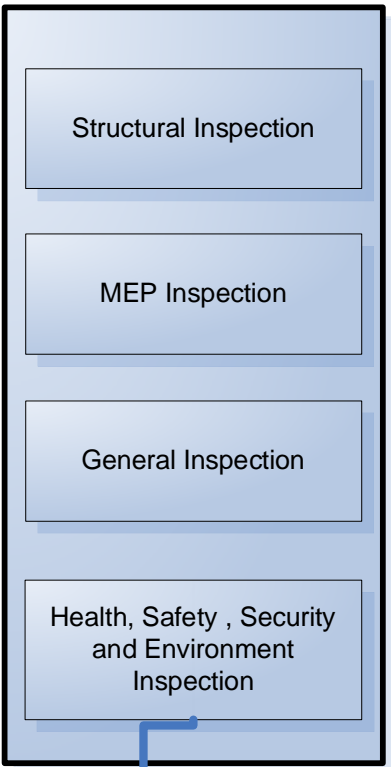 Structural Inspection
MEP Inspection
General Inspection
Health, Safety , Security
and Environment
Inspection